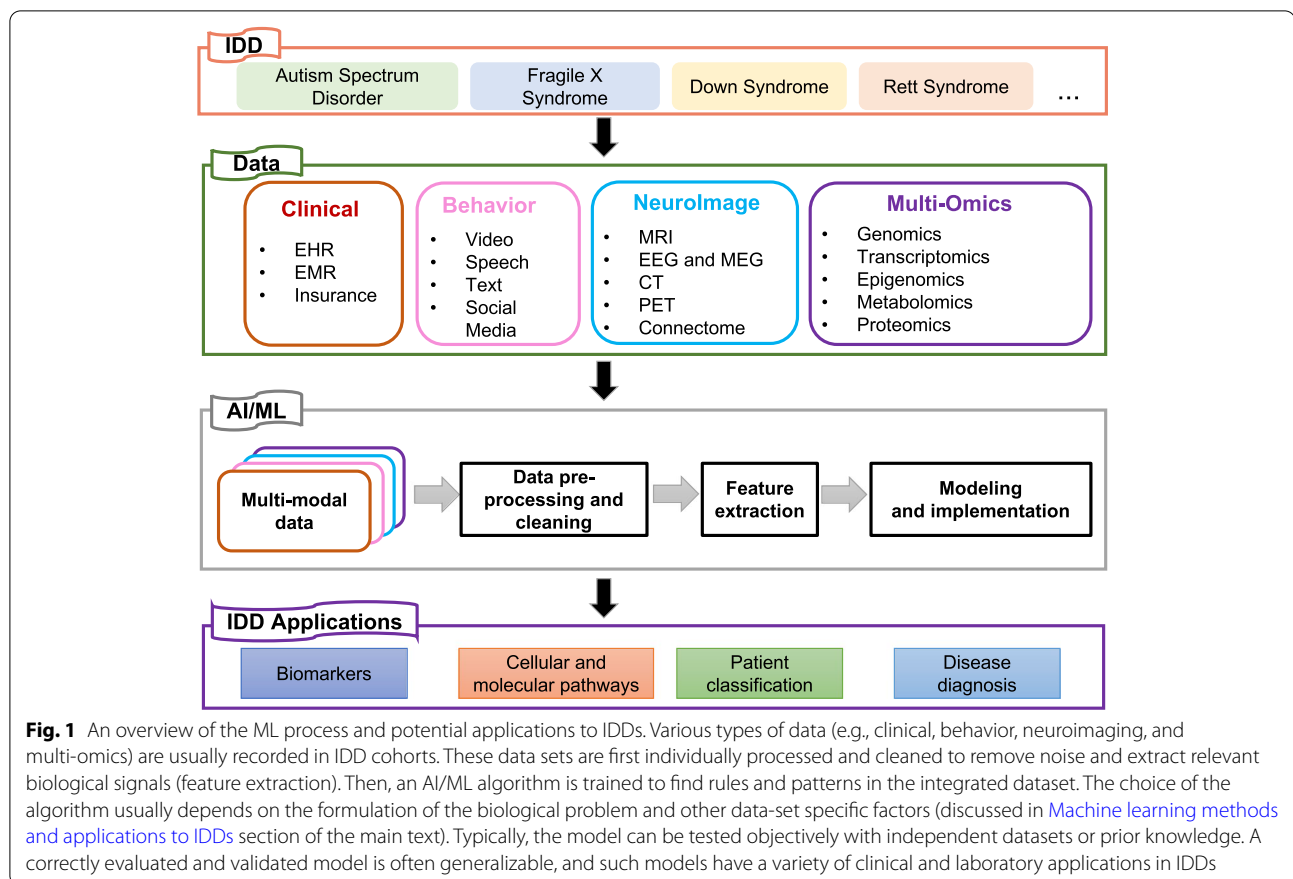 IDD
Autism Spectrum
Disorder
Fragile X
Syndrome
Down Syndrome
Rett Syndrome
...
Data
Clinical
• EHR
• EMR
• Insurance
Behavior
• Video
• Speech
• Text
• Social
Media
NeuroImage
• MRI
• EEG and MEG
• CT
• PET
• Connectome
Multi-Omics
• Genomics
• Transcriptomics
• Epigenomics
• Metabolomics
• Proteomics
AI/ML
Multi-modal
data
Data pre-
processing and
cleaning
Feature
extraction
Modeling
and implementation
IDD Applications
Biomarkers
Cellular and
molecular pathways
Patient
classification
Disease
diagnosis
Fig. 1 An overview of the ML process and potential applications to IDDs. Various types of data (e.g., clinical, behavior, neuroimaging, and
multi-omics) are usually recorded in IDD cohorts. These data sets are first individually processed and cleaned to remove noise and extract relevant
biological signals (feature extraction). Then, an AI/ML algorithm is trained to find rules and patterns in the integrated dataset. The choice of the
algorithm usually depends on the formulation of the biological problem and other data-set specific factors (discussed in Machine learning methods
and applications to IDDs section of the main text). Typically, the model can be tested objectively with independent datasets or prior knowledge. A
correctly evaluated and validated model is often generalizable, and such models have a variety of clinical and laboratory applications in IDDs